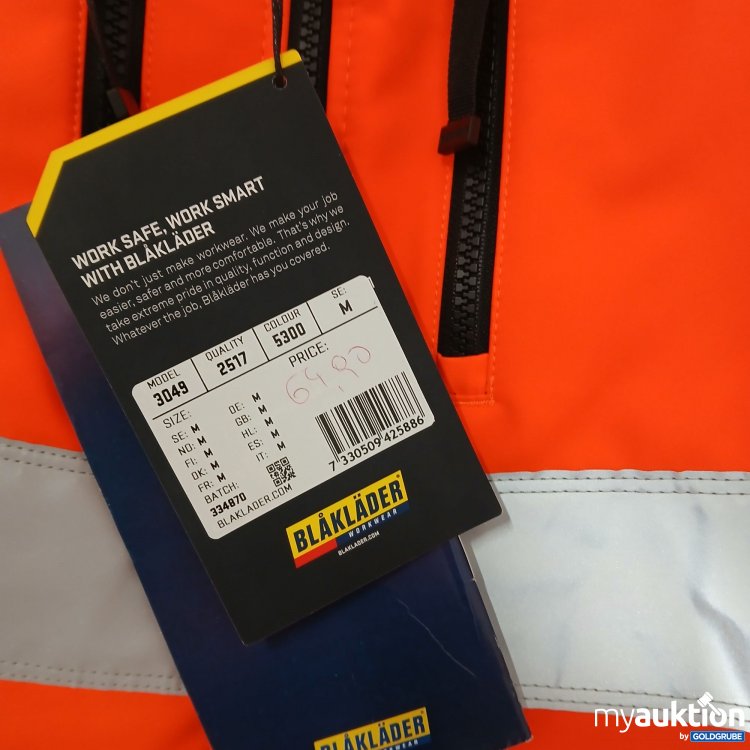 WORK SAFE, WORK SMART
WITH BLÅKLÄDER
We don't just make workwear. We make your job
easier, safer and more comfortable. That's why we
take extreme pride in quality, function and design.
Whatever the job, Blåkläder has you covered.
MODEL QUALITY COLOUR SE:
3049 2517 5300 M
SIZE: PRICE:
69,90
SE: M DE: M
NO: M GB: M
FI: M HL: M
DK: M ES: M
FR: M IT: M
BATCH:
334870
BLAKLADER.COM
7 330509 425886
BLÅKLÄDER
WORKWEAR
BLAKLADER.COM
BLÅKLÄDER
WORKWEAR
myauktion
by GOLDGRUBE